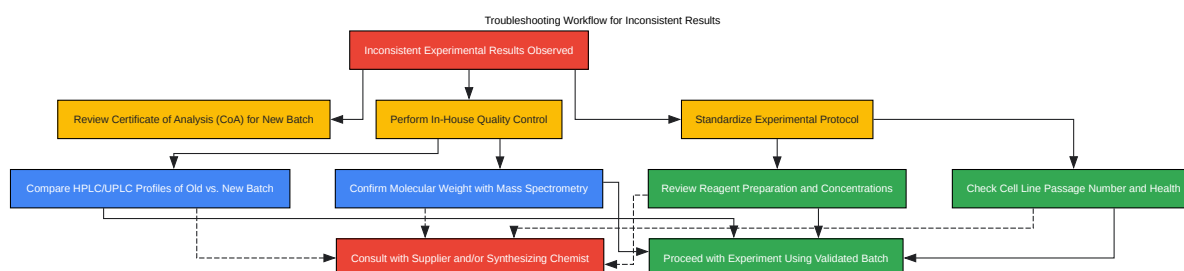 Troubleshooting Workflow for Inconsistent Results
Inconsistent Experimental Results Observed
Review Certificate of Analysis (CoA) for New Batch
Perform In-House Quality Control
Standardize Experimental Protocol
Compare HPLC/UPLC Profiles of Old vs. New Batch
Confirm Molecular Weight with Mass Spectrometry
Review Reagent Preparation and Concentrations
Check Cell Line Passage Number and Health
Consult with Supplier and/or Synthesizing Chemist
Proceed with Experiment Using Validated Batch